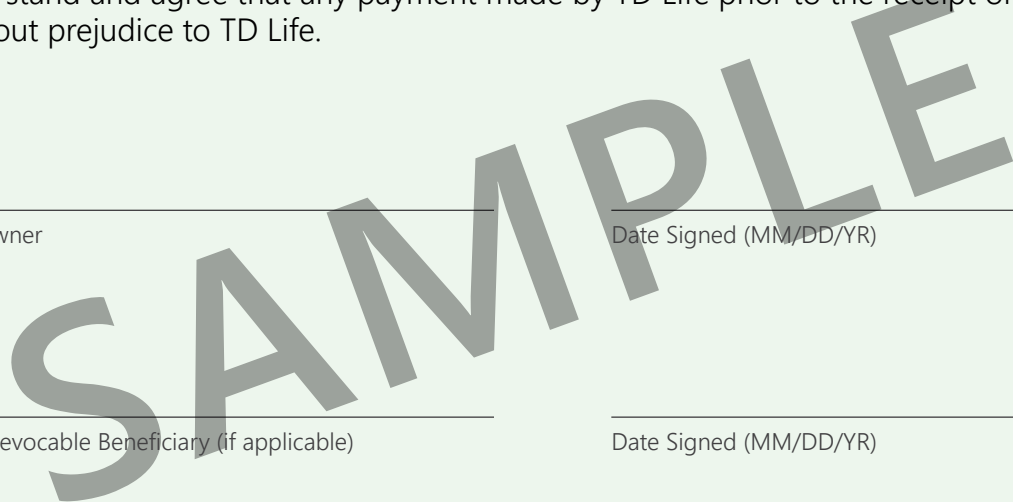 stand and agree that any payment made by TD Life prior to the receipt of
out prejudice to TD Life.
wner Date Signed (MM/DD/YR)
evocable Beneficiary (if applicable) Date Signed (MM/DD/YR)
SAMPLE